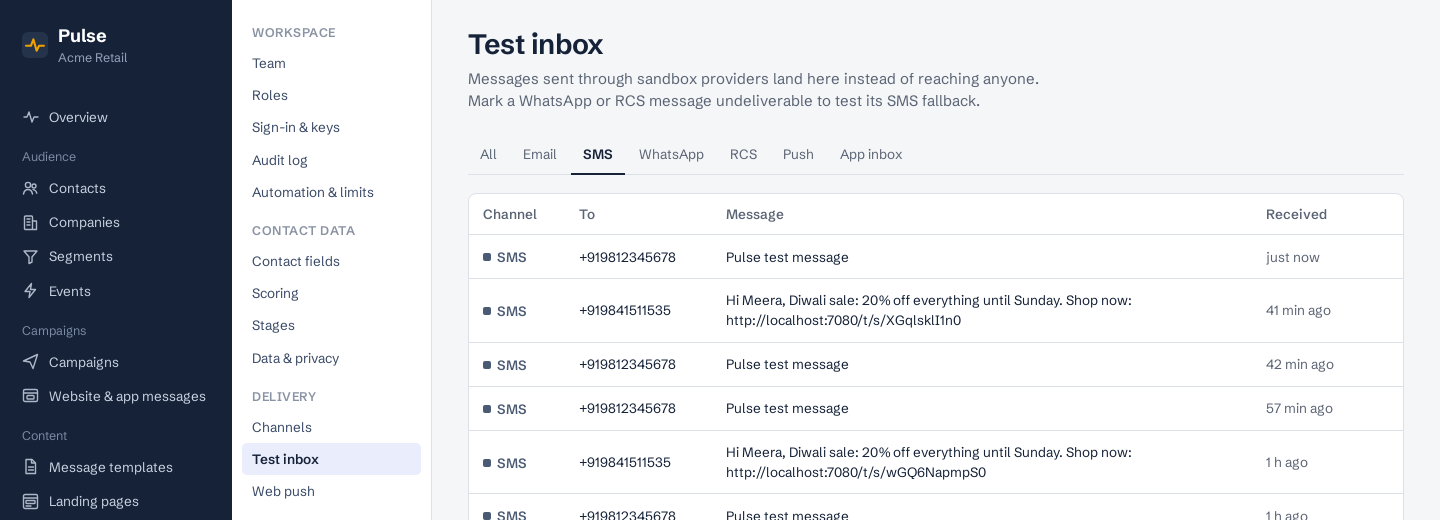 Pulse
Acme Retail
Overview
Audience
Contacts
Companies
Segments
Events
Campaigns
Campaigns
Website & app messages
Content
Message templates
Landing pages
WORKSPACE
Team
Roles
Sign-in & keys
Audit log
Automation & limits
CONTACT DATA
Contact fields
Scoring
Stages
Data & privacy
DELIVERY
Channels
Test inbox
Web push
Test inbox
Messages sent through sandbox providers land here instead of reaching anyone.
Mark a WhatsApp or RCS message undeliverable to test its SMS fallback.
All Email SMS WhatsApp RCS Push App inbox
Channel To Message Received
SMS +919812345678 Pulse test message just now
SMS +919841511535 Hi Meera, Diwali sale: 20% off everything until Sunday. Shop now: 41 min ago
http://localhost:7080/t/s/XGqlsklI1n0
SMS +919812345678 Pulse test message 42 min ago
SMS +919812345678 Pulse test message 57 min ago
SMS +919841511535 Hi Meera, Diwali sale: 20% off everything until Sunday. Shop now: 1 h ago
http://localhost:7080/t/s/wGQ6NapmpS0
SMS +919812345678 Pulse test message 1 h ago